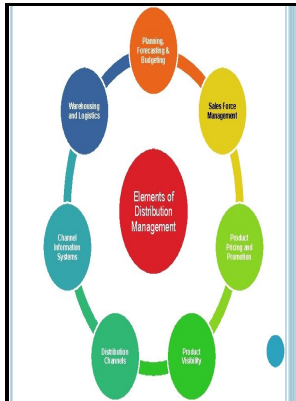 Planning,
Forecasting &
Budgeting
Sales Force
Management
Product
Pricing and
Promotion
Product
Visibility
Distribution
Channels
Channel
Information
Systems
Warehousing
and Logistics
Elements of
Distribution
Management